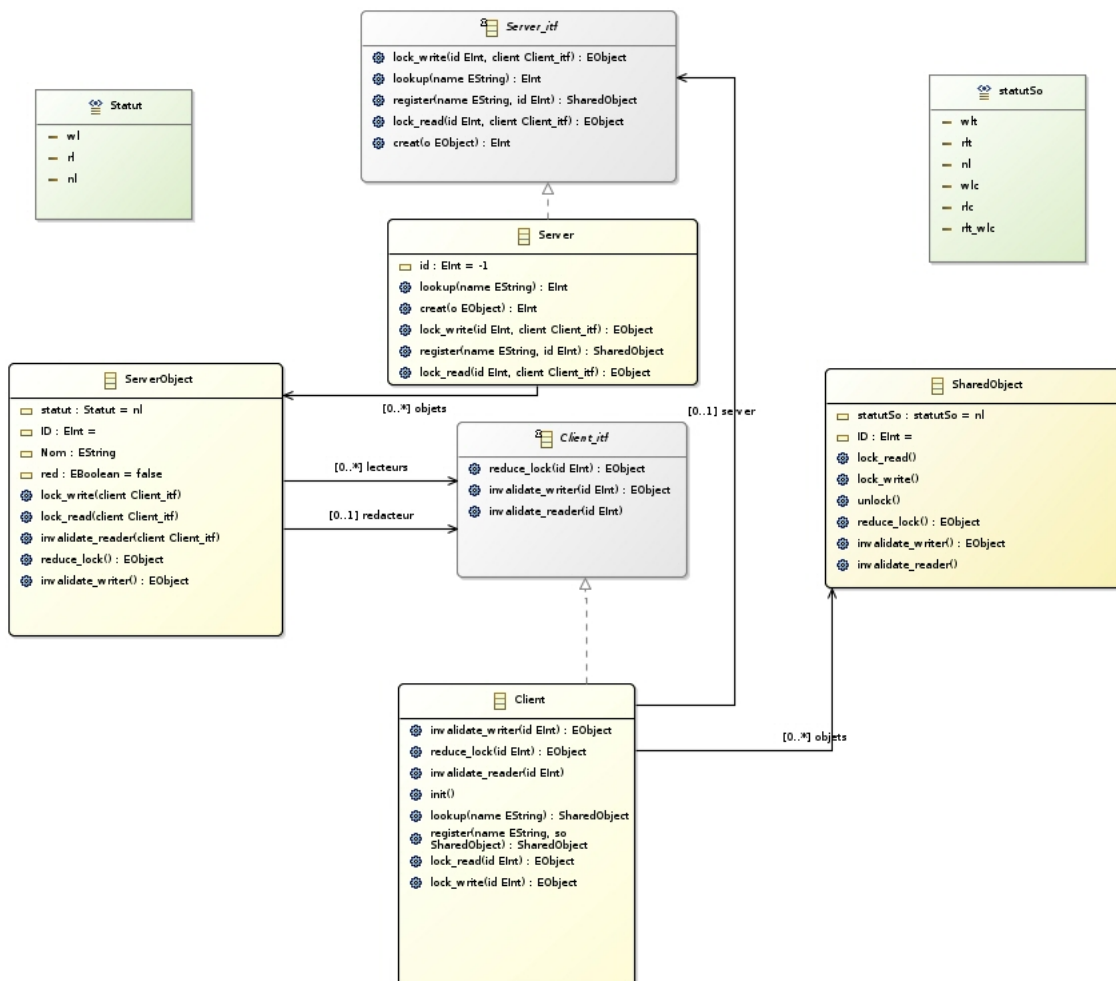 Server_itf
lock_write(id EInt, client Client_itf) : EObject
lookup(name EString) : EInt
register(name EString, id EInt) : SharedObject
lock_read(id EInt, client Client_itf) : EObject
creat(o EObject) : EInt
Statut
wl
rl
nl
statutSo
wlt
rlt
nl
wlc
rlc
rlt_wlc
Server
id : EInt = -1
lookup(name EString) : EInt
creat(o EObject) : EInt
lock_write(id EInt, client Client_itf) : EObject
register(name EString, id EInt) : SharedObject
lock_read(id EInt, client Client_itf) : EObject
ServerObject
statut : Statut = nl
ID : EInt =
Nom : EString
red : EBoolean = false
lock_write(client Client_itf)
lock_read(client Client_itf)
invalidate_reader(client Client_itf)
reduce_lock() : EObject
invalidate_writer() : EObject
[0..*] objets
[0..*] lecteurs
[0..1] redacteur
[0..1] server
Client_itf
reduce_lock(id EInt) : EObject
invalidate_writer(id EInt) : EObject
invalidate_reader(id EInt)
SharedObject
statutSo : statutSo = nl
ID : EInt =
lock_read()
lock_write()
unlock()
reduce_lock() : EObject
invalidate_writer() : EObject
invalidate_reader()
Client
invalidate_writer(id EInt) : EObject
reduce_lock(id EInt) : EObject
invalidate_reader(id EInt)
init()
lookup(name EString) : SharedObject
register(name EString, so
SharedObject) : SharedObject
lock_read(id EInt) : EObject
lock_write(id EInt) : EObject
[0..*] objets